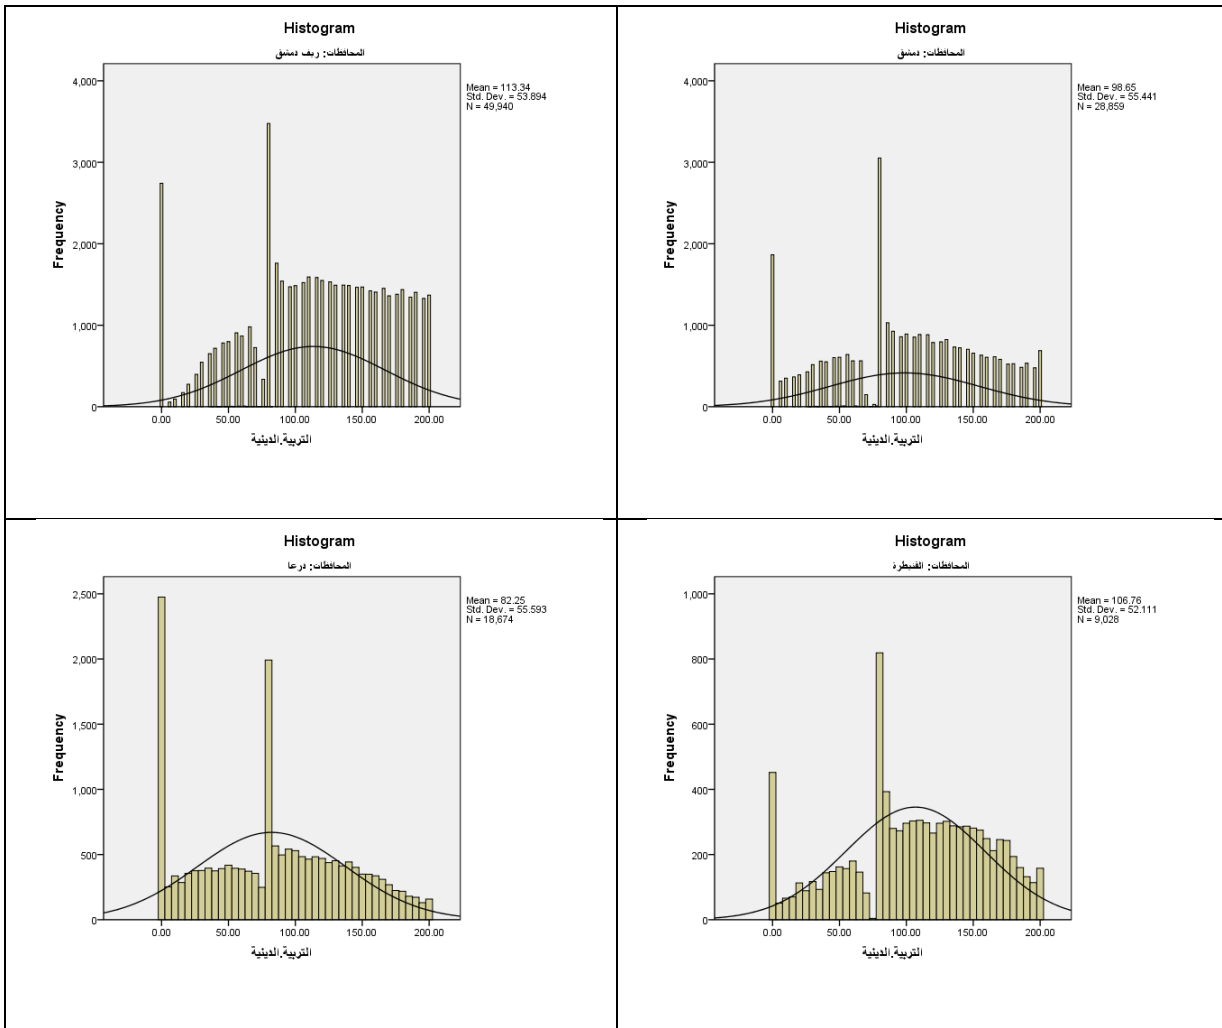 Histogram
المحافظات: ريف دمشق
Mean = 113.34
Std. Dev. = 53.894
N = 49,940
4,000
3,000
2,000
1,000
0
Frequency
0.00 50.00 100.00 150.00 200.00
التربية.الدينية
Histogram
المحافظات: دمشق
Mean = 98.65
Std. Dev. = 55.441
N = 28,859
4,000
3,000
2,000
1,000
0
Frequency
0.00 50.00 100.00 150.00 200.00
التربية.الدينية
Histogram
المحافظات: درعا
Mean = 82.25
Std. Dev. = 55.593
N = 18,674
2,500
2,000
1,500
1,000
500
0
Frequency
0.00 50.00 100.00 150.00 200.00
التربية.الدينية
Histogram
المحافظات: القنيطرة
Mean = 106.76
Std. Dev. = 52.111
N = 9,028
1,000
800
600
400
200
0
Frequency
0.00 50.00 100.00 150.00 200.00
التربية.الدينية